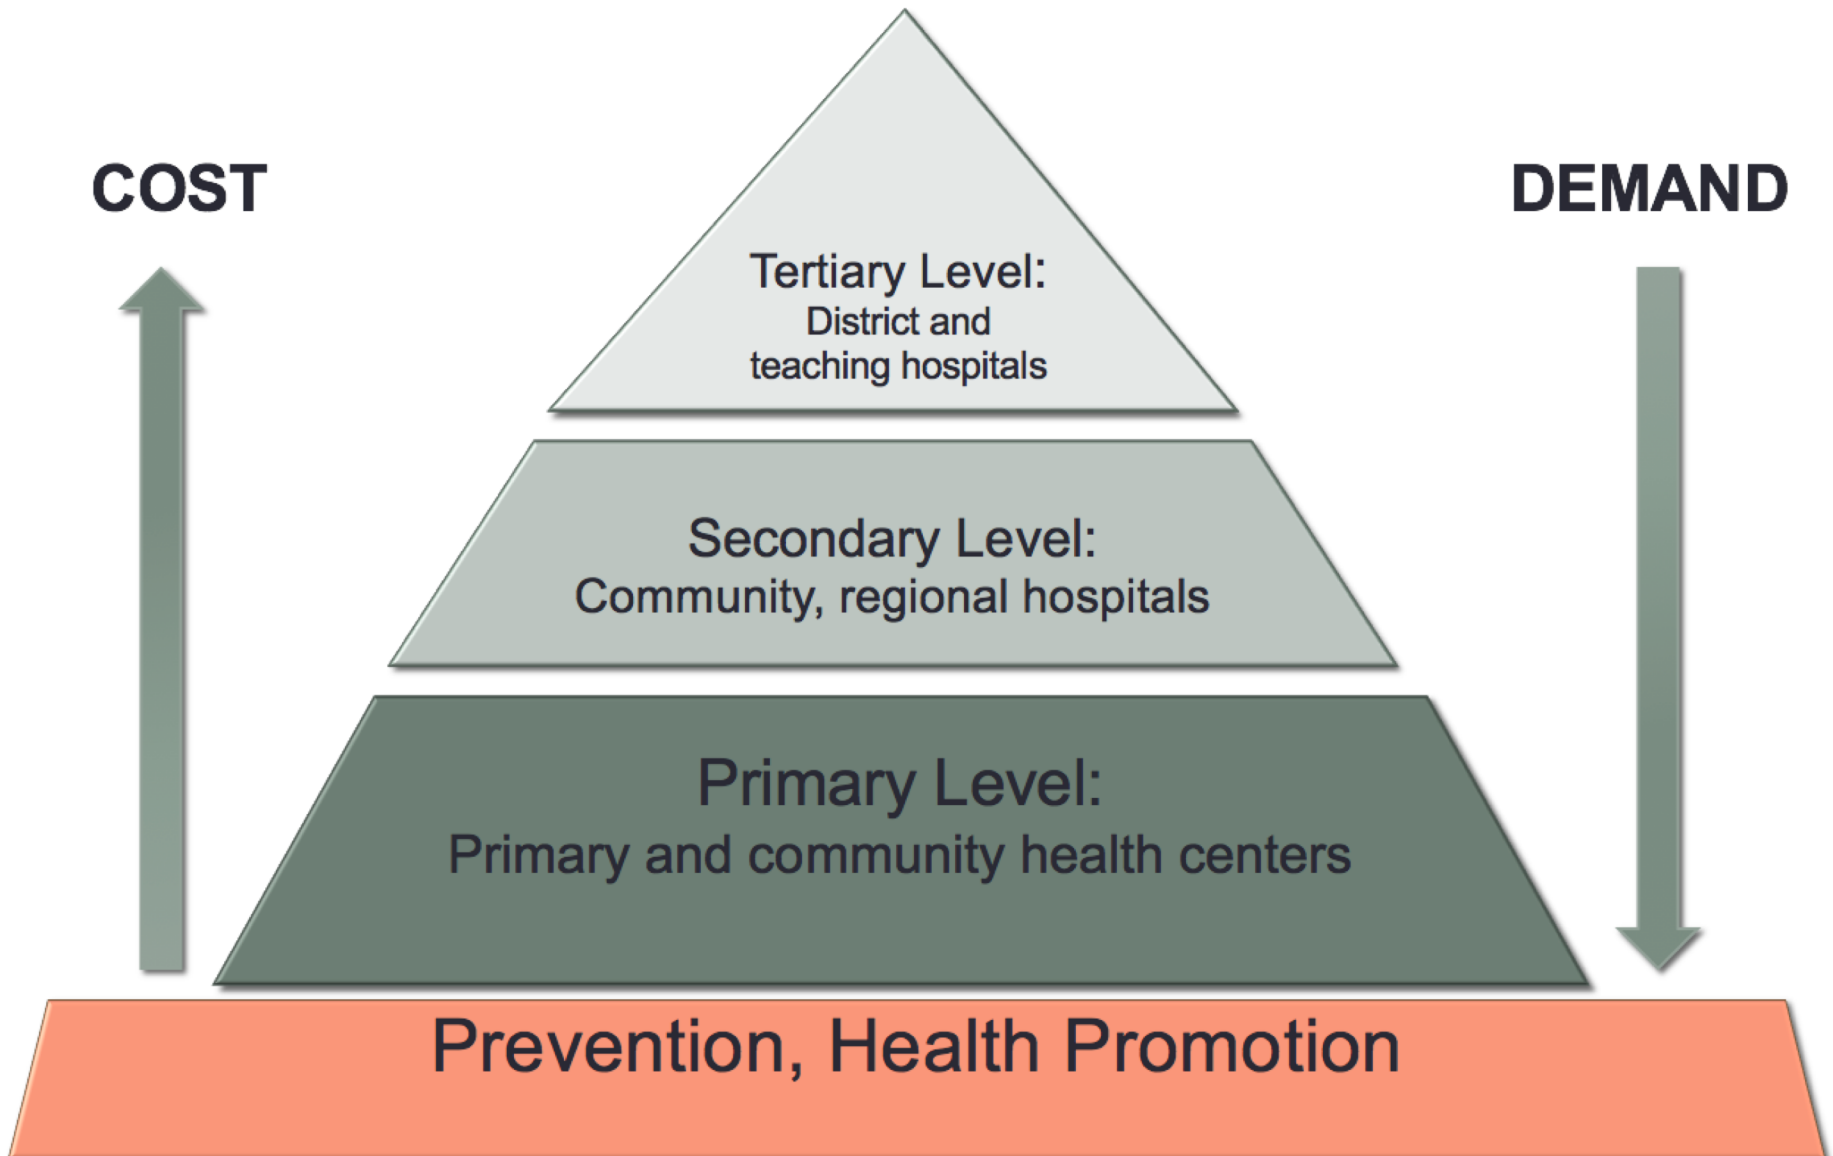 COST
DEMAND
Tertiary Level:
District and
teaching hospitals
Secondary Level:
Community, regional hospitals
Primary Level:
Primary and community health centers
Prevention, Health Promotion